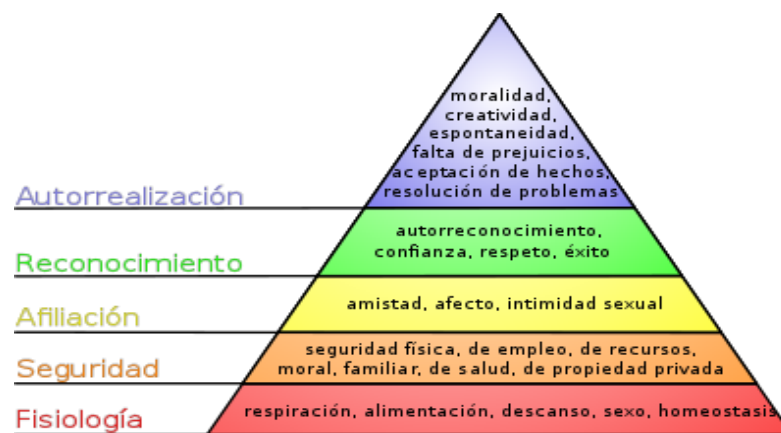 moralidad,
creatividad,
espontaneidad,
falta de prejuicios,
aceptación de hechos,
resolución de problemas
Autorrealización
autorreconocimiento,
confianza, respeto, éxito
Reconocimiento
amistad, afecto, intimidad sexual
Afiliación
seguridad física, de empleo, de recursos,
moral, familiar, de salud, de propiedad privada
Seguridad
respiración, alimentación, descanso, sexo, homeostasis
Fisiología